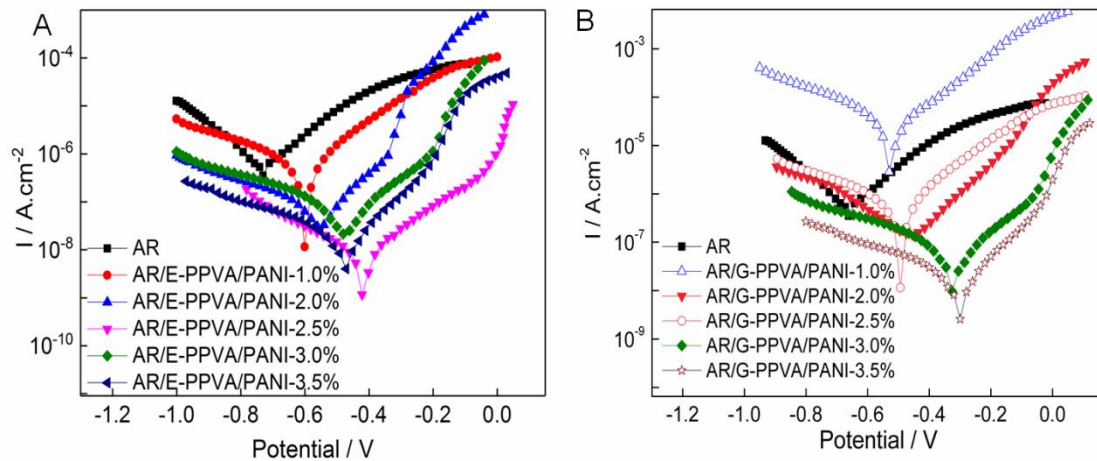 A
I / A.cm-2
10-4
10-6
10-8
10-10
AR
AR/E-PPVA/PANI-1.0%
AR/E-PPVA/PANI-2.0%
AR/E-PPVA/PANI-2.5%
AR/E-PPVA/PANI-3.0%
AR/E-PPVA/PANI-3.5%
-1.2 -1.0 -0.8 -0.6 -0.4 -0.2 0.0
Potential / V
B
I / A.cm-2
10-3
10-5
10-7
10-9
AR
AR/G-PPVA/PANI-1.0%
AR/G-PPVA/PANI-2.0%
AR/G-PPVA/PANI-2.5%
AR/G-PPVA/PANI-3.0%
AR/G-PPVA/PANI-3.5%
-1.2 -1.0 -0.8 -0.6 -0.4 -0.2 0.0
Potential / V